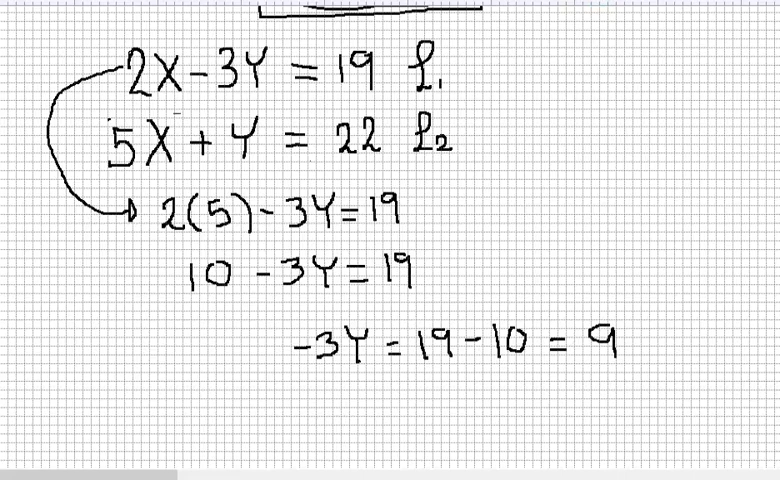 2X - 3Y = 19 L1
5X + Y = 22 L2
2(5) - 3Y = 19
10 - 3Y = 19
-3Y = 19 - 10 = 9